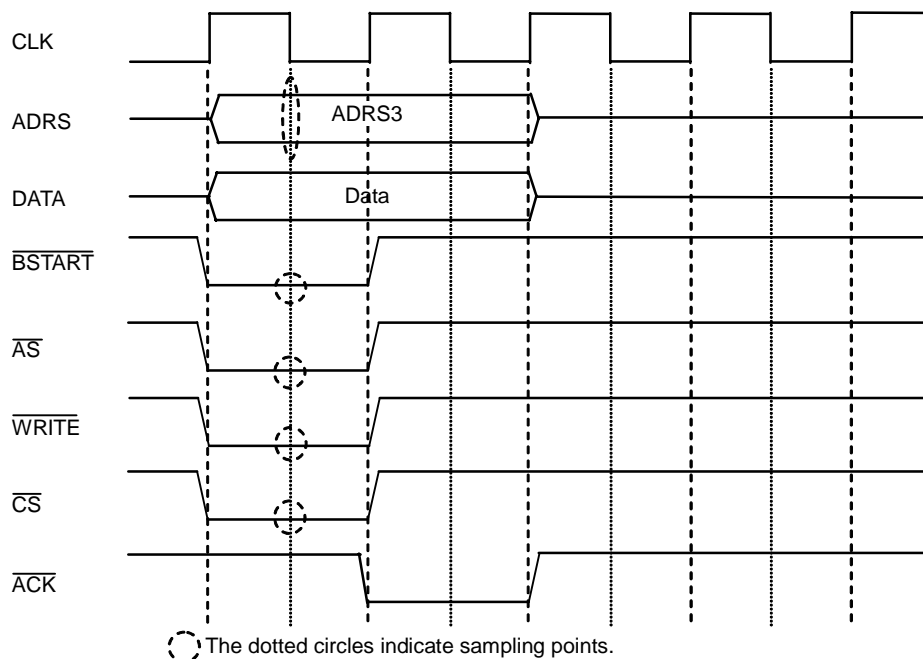 CLK
ADRS
ADRS3
DATA
Data
BSTART
AS
WRITE
CS
ACK
The dotted circles indicate sampling points.